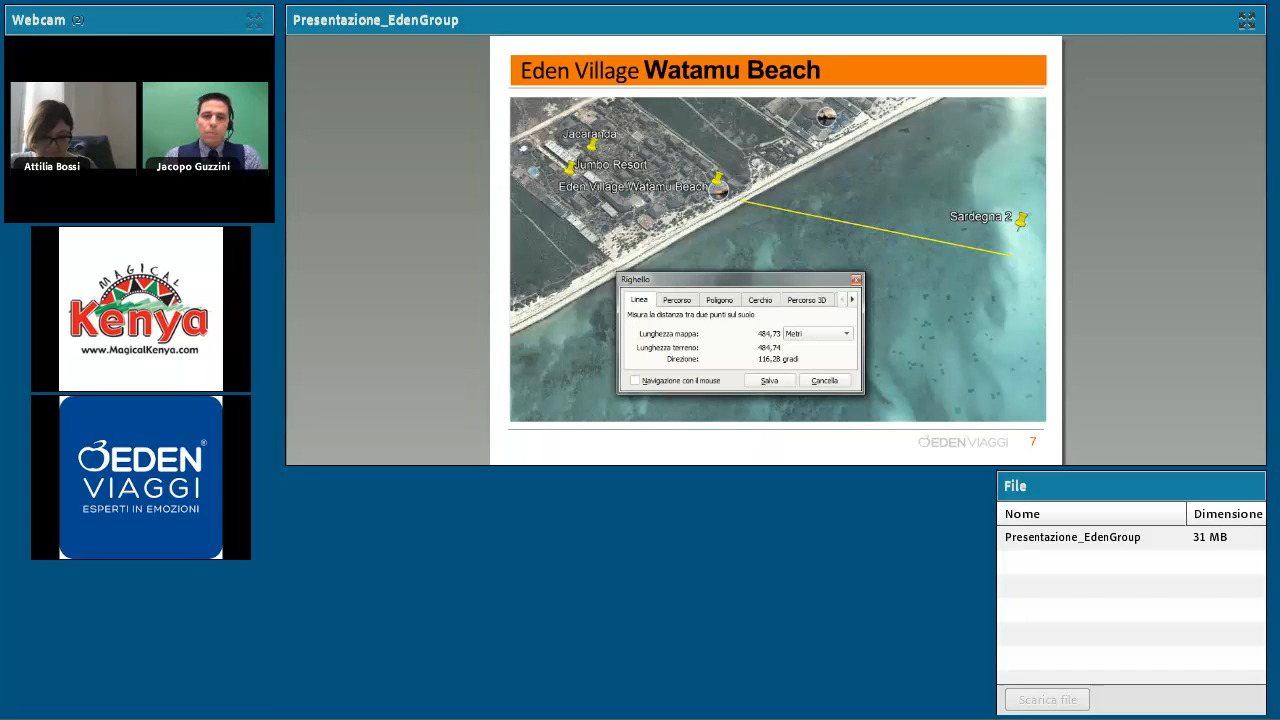 Webcam (2)
Attilia Bossi
Jacopo Guzzini
MAGICAL
Kenya
www.MagicalKenya.com
EDEN®
VIAGGI
ESPERTI IN EMOZIONI
Presentazione_EdenGroup
Eden Village Watamu Beach
Jacaranda
Jumbo Resort
Eden Village Watamu Beach
Sardegna 2
Righello
Linea Percorso Poligono Cerchio Percorso 3D
Misura la distanza tra due punti sul suolo
Lunghezza mappa: 484,73 Metri
Lunghezza terreno: 484,74
Direzione: 116,28 gradi
Navigazione con il mouse Salva Cancella
EDEN VIAGGI 7
File
Nome Dimensione
Presentazione_EdenGroup 31 MB
Scarica file